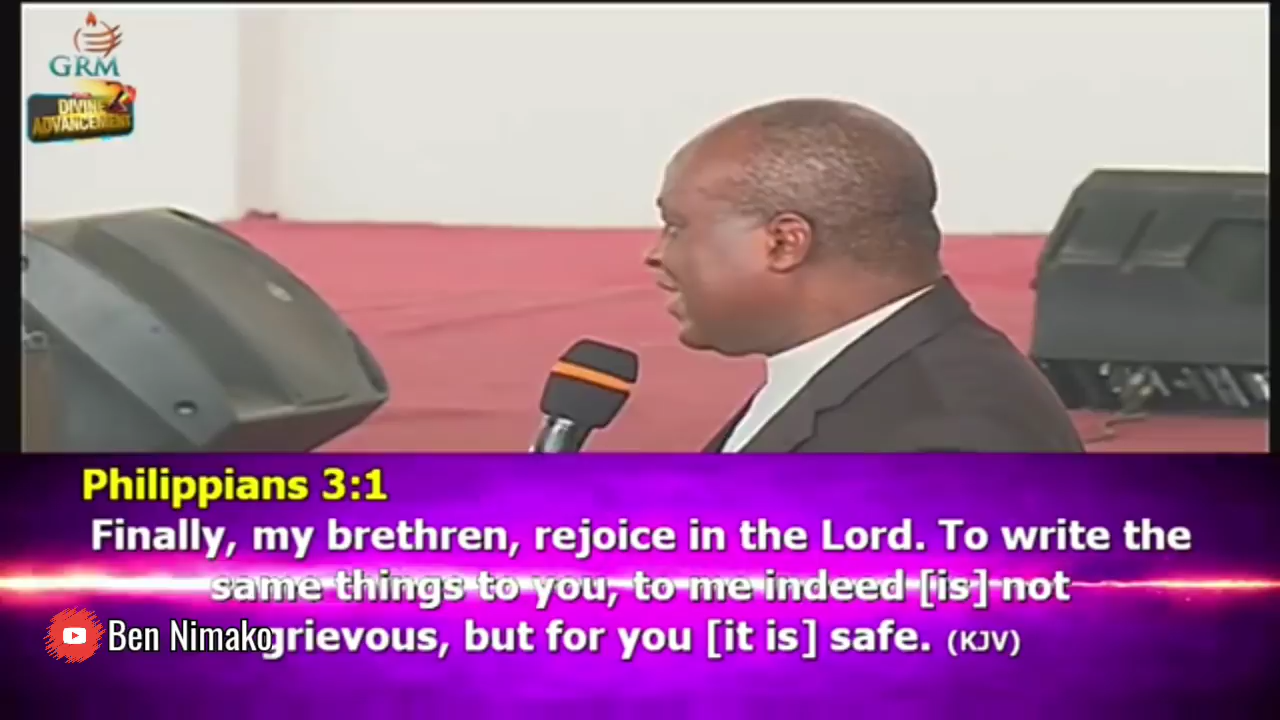 GRM
DIVINE
ADVANCEMENT
Philippians 3:1
Finally, my brethren, rejoice in the Lord. To write the
same things to you, to me indeed [is] not
grievous, but for you [it is] safe. (KJV)
Ben Nimako